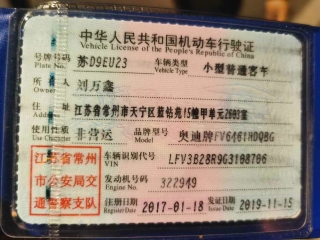 中华人民共和国机动车行驶证
Vehicle License of the People's Republic of China
号牌号码 苏D9EU23 车辆类型 小型普通客车
Plate No. Vehicle Type
所有人 刘万鑫
Owner
住址 江苏省常州市天宁区蓝钻苑15幢甲单元2603室
Address
使用性质 非营运 品牌型号 奥迪牌FV6461HDQBG
Use Character Model
江苏省常州市公安局交通警察支队
车辆识别代号 LFV3B28R9G3108706
VIN
发动机号码 322949
Engine No.
注册日期 2017-01-18 发证日期 2019-11-15
Register Date Issue Date